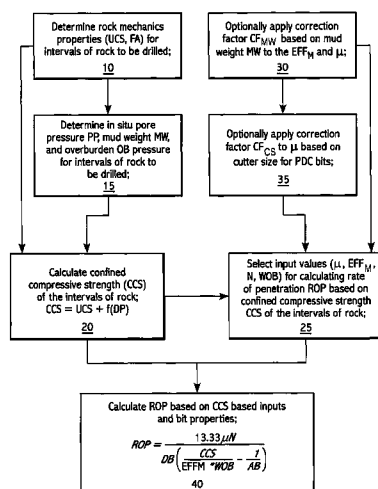 Determine rock mechanics
properties (UCS, FA) for
intervals of rock to be drilled;
10
Optionally apply correction
factor CF_MW based on mud
weight MW to the EFF_M and μ;
30
Determine in situ pore
pressure PP, mud weight MW,
and overburden OB pressure
for intervals of rock to
be drilled;
15
Optionally apply correction
factor CF_CS to μ based on
cutter size for PDC bits
35
Calculate confined
compressive strength (CCS)
of the intervals of rock;
CCS = UCS + f(DP)
20
Select input values (μ, EFF_M,
N, WOB) for calculating rate
of penetration ROP based on
confined compressive strength
CCS of the intervals of rock;
25
Calculate ROP based on CCS based inputs
and bit properties;
ROP = 13.33 μN / DB(CCS / EFFM *WOB - 1 / AB)
40